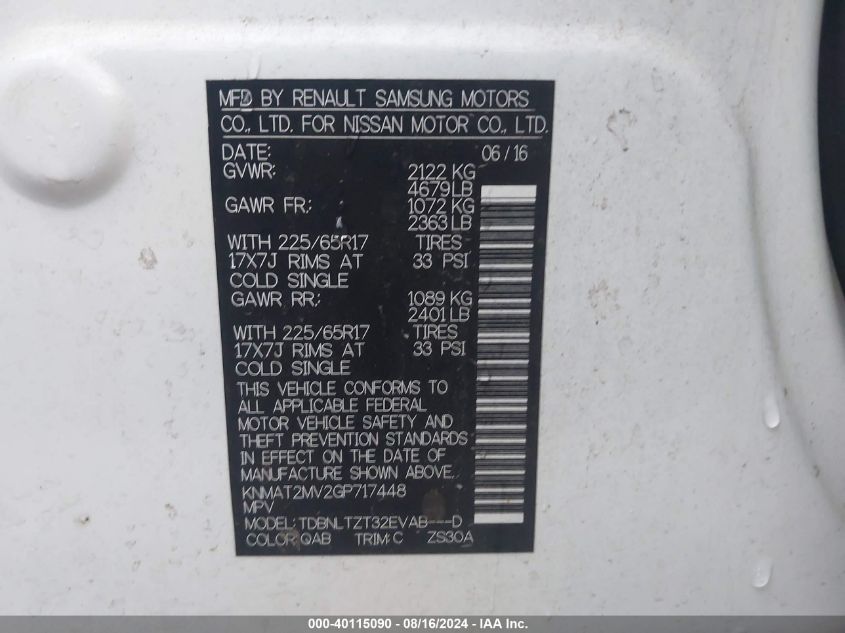 MFD BY RENAULT SAMSUNG MOTORS
CO., LTD. FOR NISSAN MOTOR CO., LTD.
DATE: 06/16
GVWR: 2122 KG
4679LB
GAWR FR: 1072 KG
2363LB
WITH 225/65R17 TIRES
17X7J RIMS AT 33 PSI
COLD SINGLE
GAWR RR: 1089 KG
2401LB
WITH 225/65R17 TIRES
17X7J RIMS AT 33 PSI
COLD SINGLE
THIS VEHICLE CONFORMS TO
ALL APPLICABLE FEDERAL
MOTOR VEHICLE SAFETY AND
THEFT PREVENTION STANDARDS
IN EFFECT ON THE DATE OF
MANUFACTURE SHOWN ABOVE.
KNMAT2MV2GP717448
MPV
MODEL: TDBNLTZT32EVAB---D
COLOR: QAB TRIM: C ZS30A
000-40115090 - 08/16/2024 - IAA Inc.